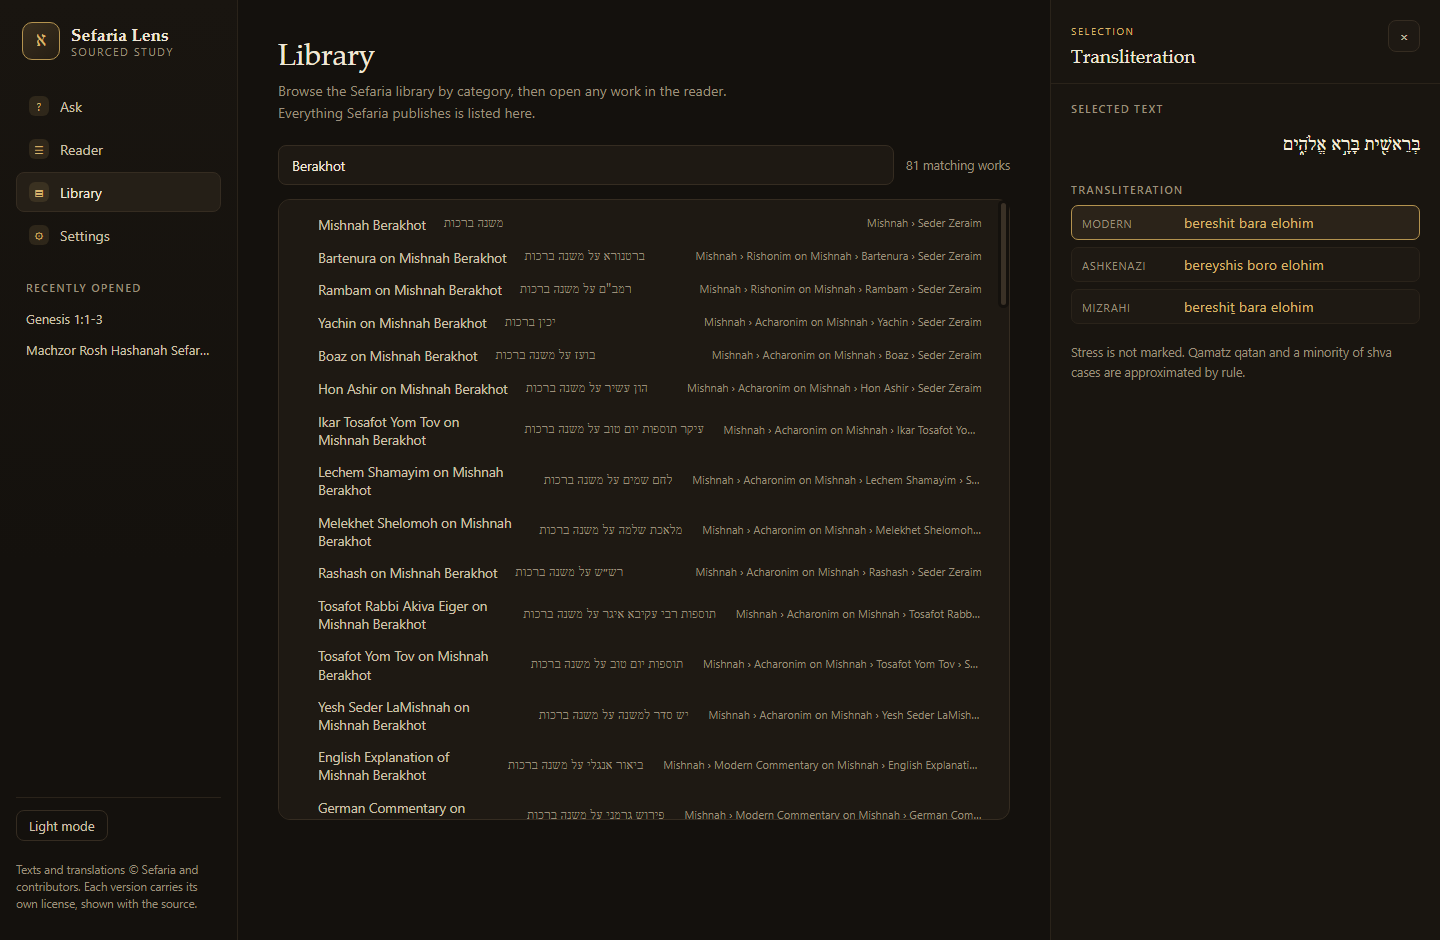 א
Sefaria Lens
SOURCED STUDY
? Ask
Reader
Library
Settings
RECENTLY OPENED
Genesis 1:1-3
Machzor Rosh Hashanah Sefar...
Light mode
Texts and translations © Sefaria and
contributors. Each version carries its
own license, shown with the source.
Library
Browse the Sefaria library by category, then open any work in the reader.
Everything Sefaria publishes is listed here.
Berakhot
81 matching works
Mishnah Berakhot משנה ברכות Mishnah › Seder Zeraim
Bartenura on Mishnah Berakhot ברטנורא על משנה ברכות Mishnah › Rishonim on Mishnah › Bartenura › Seder Zeraim
Rambam on Mishnah Berakhot רמב"ם על משנה ברכות Mishnah › Rishonim on Mishnah › Rambam › Seder Zeraim
Yachin on Mishnah Berakhot יכין ברכות Mishnah › Acharonim on Mishnah › Yachin › Seder Zeraim
Boaz on Mishnah Berakhot בועז על משנה ברכות Mishnah › Acharonim on Mishnah › Boaz › Seder Zeraim
Hon Ashir on Mishnah Berakhot הון עשיר על משנה ברכות Mishnah › Acharonim on Mishnah › Hon Ashir › Seder Zeraim
Ikar Tosafot Yom Tov on
Mishnah Berakhot עיקר תוספות יום טוב על משנה ברכות Mishnah › Acharonim on Mishnah › Ikar Tosafot Yo...
Lechem Shamayim on Mishnah
Berakhot לחם שמים על משנה ברכות Mishnah › Acharonim on Mishnah › Lechem Shamayim › S...
Melekhet Shelomoh on Mishnah
Berakhot מלאכת שלמה על משנה ברכות Mishnah › Acharonim on Mishnah › Melekhet Shelomoh...
Rashash on Mishnah Berakhot רש״ש על משנה ברכות Mishnah › Acharonim on Mishnah › Rashash › Seder Zeraim
Tosafot Rabbi Akiva Eiger on
Mishnah Berakhot תוספות רבי עקיבא איגר על משנה ברכות Mishnah › Acharonim on Mishnah › Tosafot Rabb...
Tosafot Yom Tov on Mishnah
Berakhot תוספות יום טוב על משנה ברכות Mishnah › Acharonim on Mishnah › Tosafot Yom Tov › S...
Yesh Seder LaMishnah on
Mishnah Berakhot יש סדר למשנה על משנה ברכות Mishnah › Acharonim on Mishnah › Yesh Seder LaMish...
English Explanation of
Mishnah Berakhot ביאור אנגלי על משנה ברכות Mishnah › Modern Commentary on Mishnah › English Explanati...
German Commentary on פירוש גרמני על משנה ברכות Mishnah › Modern Commentary on Mishnah › German Com...
SELECTION
Transliteration
×
SELECTED TEXT
בְּרֵאשִׁ֖ית בָּרָ֣א אֱלֹהִ֑ים
TRANSLITERATION
MODERN bereshit bara elohim
ASHKENAZI bereyshis boro elohim
MIZRAHI bereshiṯ bara elohim
Stress is not marked. Qamatz qatan and a minority of shva
cases are approximated by rule.